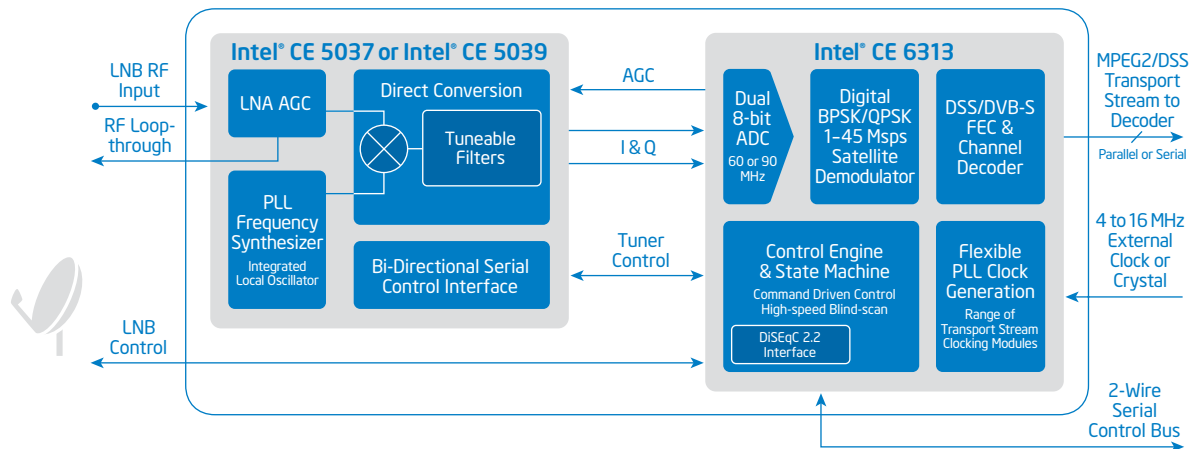 Intel® CE 5037 or Intel® CE 5039
Intel® CE 6313
LNB RF
Input
RF Loop-
through
LNA AGC
Direct Conversion
Tuneable
Filters
PLL
Frequency
Synthesizer
Integrated
Local Oscillator
Bi-Directional Serial
Control Interface
AGC
I & Q
Tuner
Control
LNB
Control
Dual
8-bit
ADC
60 or 90
MHz
Digital
BPSK/QPSK
1–45 Msps
Satellite
Demodulator
DSS/DVB-S
FEC &
Channel
Decoder
Control Engine
& State Machine
Command Driven Control
High-speed Blind-scan
DiSEqC 2.2
Interface
Flexible
PLL Clock
Generation
Range of
Transport Stream
Clocking Modules
MPEG2/DSS
Transport
Stream to
Decoder
Parallel or Serial
4 to 16 MHz
External
Clock or
Crystal
2-Wire
Serial
Control Bus